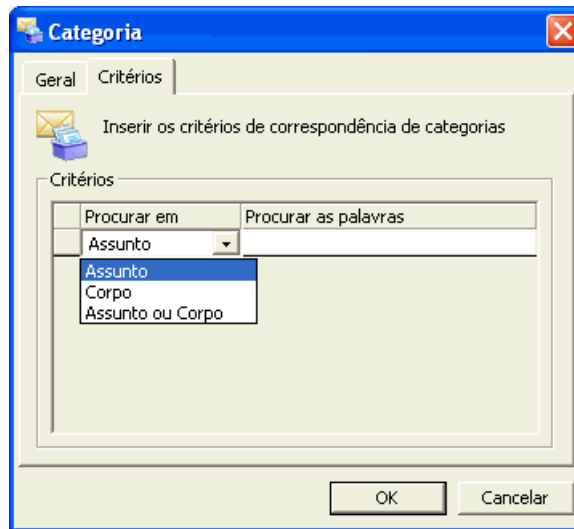 Categoria
Geral Critérios
Inserir os critérios de correspondência de categorias
Critérios
Procurar em Procurar as palavras
Assunto
Assunto
Corpo
Assunto ou Corpo
OK Cancelar